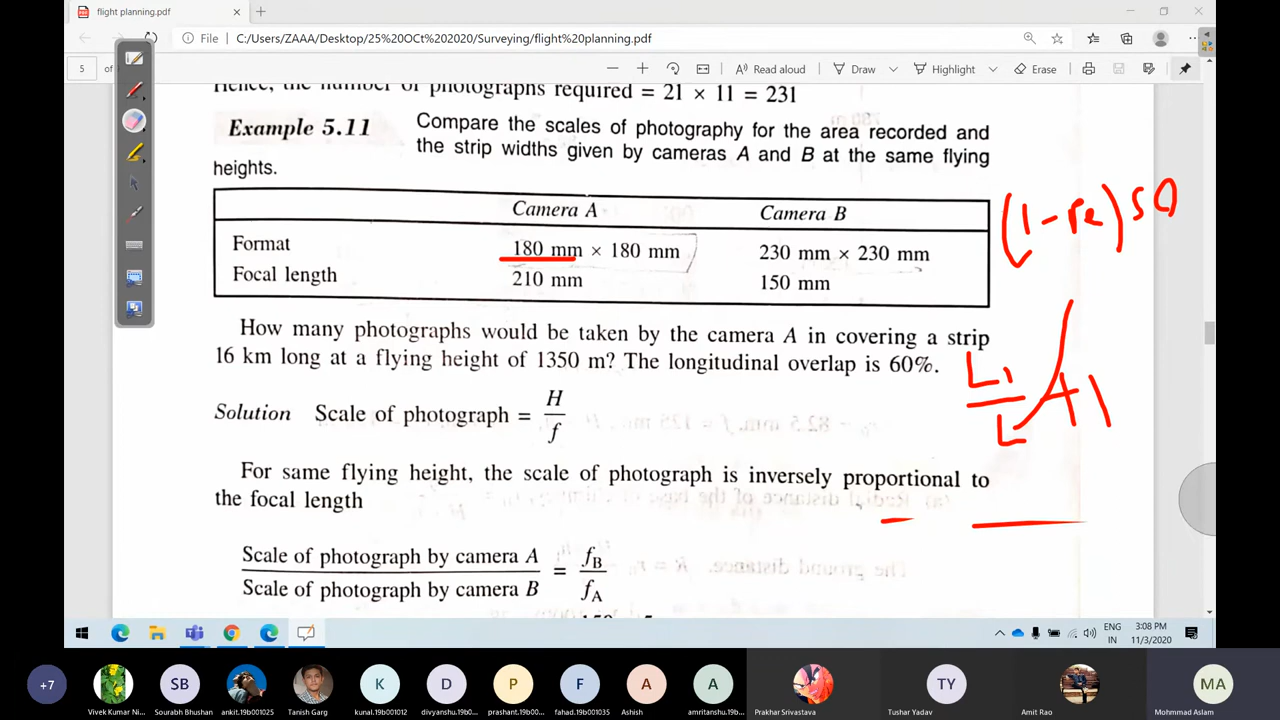 flight planning.pdf
File
C:/Users/ZAAA/Desktop/25%20OCt%202020/Surveying/flight%20planning.pdf
5
of
Read aloud
Draw
Highlight
Erase
Hence, the number of photographs required = 21 × 11 = 231
Example 5.11 Compare the scales of photography for the area recorded and
the strip widths given by cameras A and B at the same flying
heights.
Camera A Camera B
Format 180 mm × 180 mm 230 mm × 230 mm
Focal length 210 mm 150 mm
How many photographs would be taken by the camera A in covering a strip
16 km long at a flying height of 1350 m? The longitudinal overlap is 60%.
Solution Scale of photograph = H
f
For same flying height, the scale of photograph is inversely proportional to
the focal length
Scale of photograph by camera A = fB
Scale of photograph by camera B fA
(1-Pe)
L1
L
+1
ENG
IN
3:08 PM
11/3/2020
+7
SB
K
D
P
F
A
A
TY
MA
Vivek Kumar Ni...
Sourabh Bhushan
ankit.19b001025
Tanish Garg
kunal.19b001012
divyanshu.19b...
prashant.19b00...
fahad.19b001035
Ashish
amritanshu.19b...
Prakhar Srivastava
Tushar Yadav
Amit Rao
Mohmmad Aslam